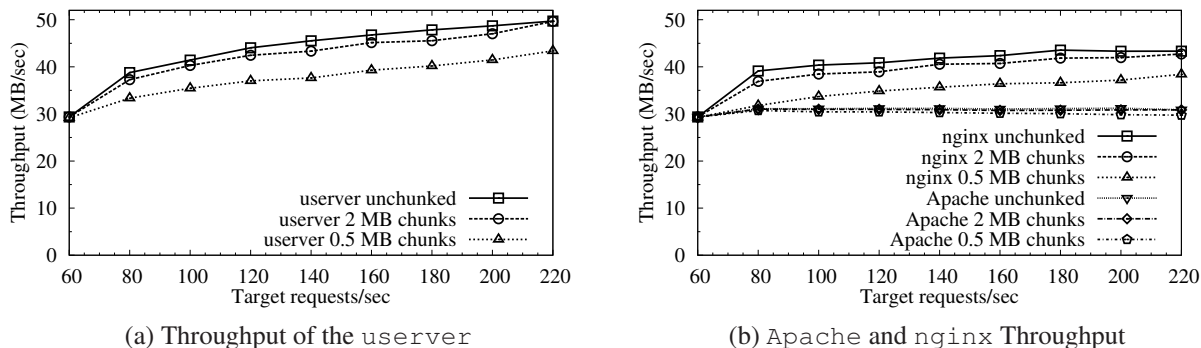 50
40
30
20
10
0
Throughput (MB/sec)
userver unchunked
userver 2 MB chunks
userver 0.5 MB chunks
60 80 100 120 140 160 180 200 220
Target requests/sec
(a) Throughput of the userver
50
40
30
20
10
0
Throughput (MB/sec)
nginx unchunked
nginx 2 MB chunks
nginx 0.5 MB chunks
Apache unchunked
Apache 2 MB chunks
Apache 0.5 MB chunks
60 80 100 120 140 160 180 200 220
Target requests/sec
(b) Apache and nginx Throughput